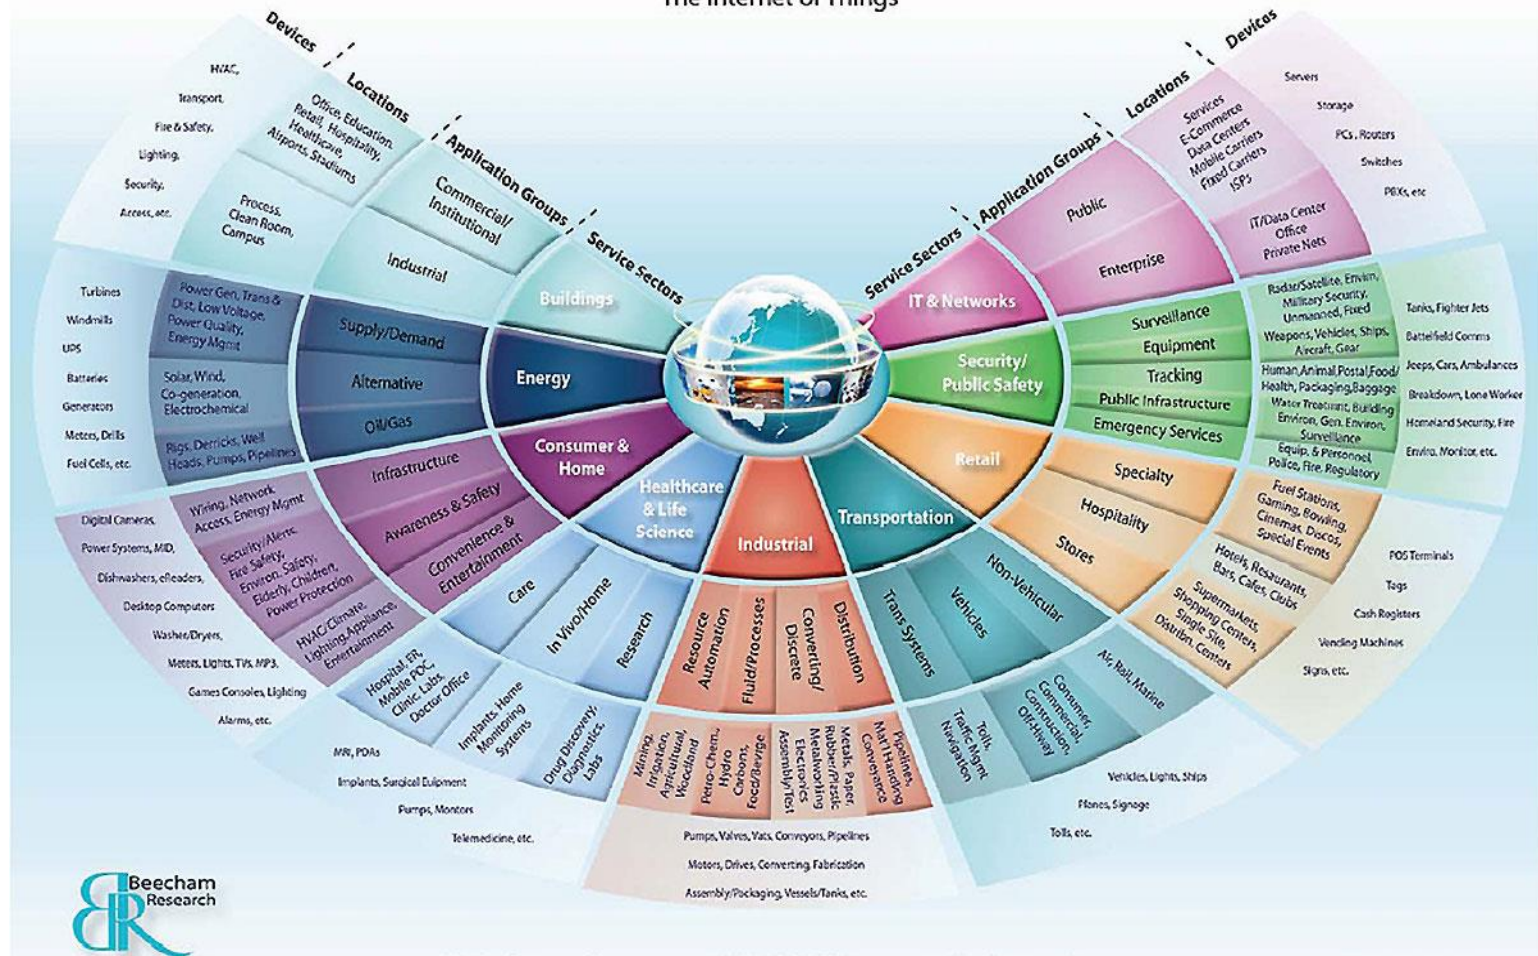 The Internet of Things
Devices
Locations
Application Groups
Service Sectors
Service Sectors
Application Groups
Locations
Devices
HVAC,
Transport,
Fire & Safety,
Lighting,
Security,
Access, etc.
Office, Education,
Retail, Hospitality,
Healthcare,
Airports, Stadiums
Process,
Clean Room,
Campus
Commercial/
Institutional
Industrial
Buildings
Turbines
Windmills
UPS
Batteries
Generators
Meters, Drills
Fuel Cells, etc.
Power Gen, Trans &
Dist, Low Voltage,
Power Quality,
Energy Mgmt
Solar, Wind,
Co-generation,
Electrochemical
Rigs, Derricks, Well
Heads, Pumps, Pipelines
Supply/Demand
Alternative
Oil/Gas
Energy
Digital Cameras,
Power Systems, MID,
Dishwashers, eReaders,
Desktop Computers
Washer/Dryers,
Meters, Lights, TVs, MP3,
Games Consoles, Lighting
Alarms, etc.
Wiring, Network
Access, Energy Mgmt
Security/Alerts
Fire Safety,
Environ. Safety,
Elderly, Children,
Power Protection
HVAC/Climate,
Lighting, Appliance,
Entertainment
Infrastructure
Awareness & Safety
Convenience &
Entertainment
Consumer &
Home
MRI, PDAs
Implants, Surgical Euipment
Pumps, Montors
Telemedicine, etc.
Hospital, ER,
Mobile POC,
Clinic, Labs,
Doctor Office
Implants, Home
Monitoring
Systems
Drug Discovery,
Diagnostics,
Labs
Care
In Vivo/Home
Research
Healthcare
& Life
Science
Industrial
Resource
Automation
Fluid/Processes
Converting/
Discrete
Distribution
Mining,
Irrigation,
Agricultural,
Woodland
Petro-Chem.,
Hydro
Carbons,
Food/Bevrge
Metals, Paper,
Rubber/Plastic
Metalworking
Electronics
Assembly/Test
Pipelines,
Mat'l Handing
Conveyance
Pumps, Valves, Vats, Conveyors, Pipelines
Motors, Drives, Converting, Fabrication
Assembly/Packaging, Vessels/Tanks, etc.
Transportation
Trans Systems
Vehicles
Non-Vehicular
Tolls,
Traffic Mgmt
Navigation
Consumer,
Commercial,
Construction,
Off-Hiway
Air, Rail, Marine
Vehicles, Lights, Ships
Planes, Signage
Tolls, etc.
Retail
Specialty
Hospitality
Stores
Fuel Stations,
Gaming, Bowling,
Cinemas, Discos,
Special Events
Hotels, Restaurants,
Bars, Cafes, Clubs
Supermarkets,
Shopping Centers,
Single Site,
Distribn, Centers
POS Terminals
Tags
Cash Registers
Vending Machines
Signs, etc.
Security/
Public Safety
Surveillance
Equipment
Tracking
Public Infrastructure
Emergency Services
Radar/Satellite, Envirn,
Military Security,
Unmanned, Fixed
Weapons, Vehicles, Ships,
Aircraft, Gear
Human, Animal, Postal, Food/
Health, Packaging, Baggage
Water Treatmnt, Building
Environ, Gen. Environ,
Surveillance
Equip, & Personnel,
Police, Fire, Regulatory
Tanks, Fighter Jets
Battelfield Comms
Jeeps, Cars, Ambulances
Breakdown, Lone Worker
Homeland Security, Fire
Enviro, Monitor, etc.
IT & Networks
Public
Enterprise
Services
E-Commerce
Data Centers
Mobile Carriers
Fixed Carriers
ISPs
IT/Data Center
Office
Private Nets
Servers
Storage
PCs, Routers
Switches
PBXs, etc
Beecham
Research
BR